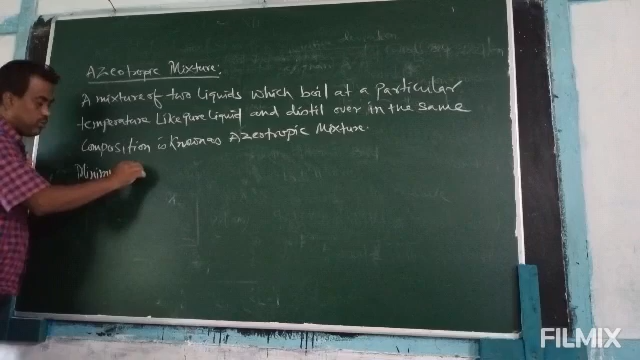 Azeotropic Mixture:
A mixture of two Liquids which boil at a particular
temperature Like pure Liquid and distil over in the same
composition is known as Azeotropic Mixture.
Minim
FILMIX